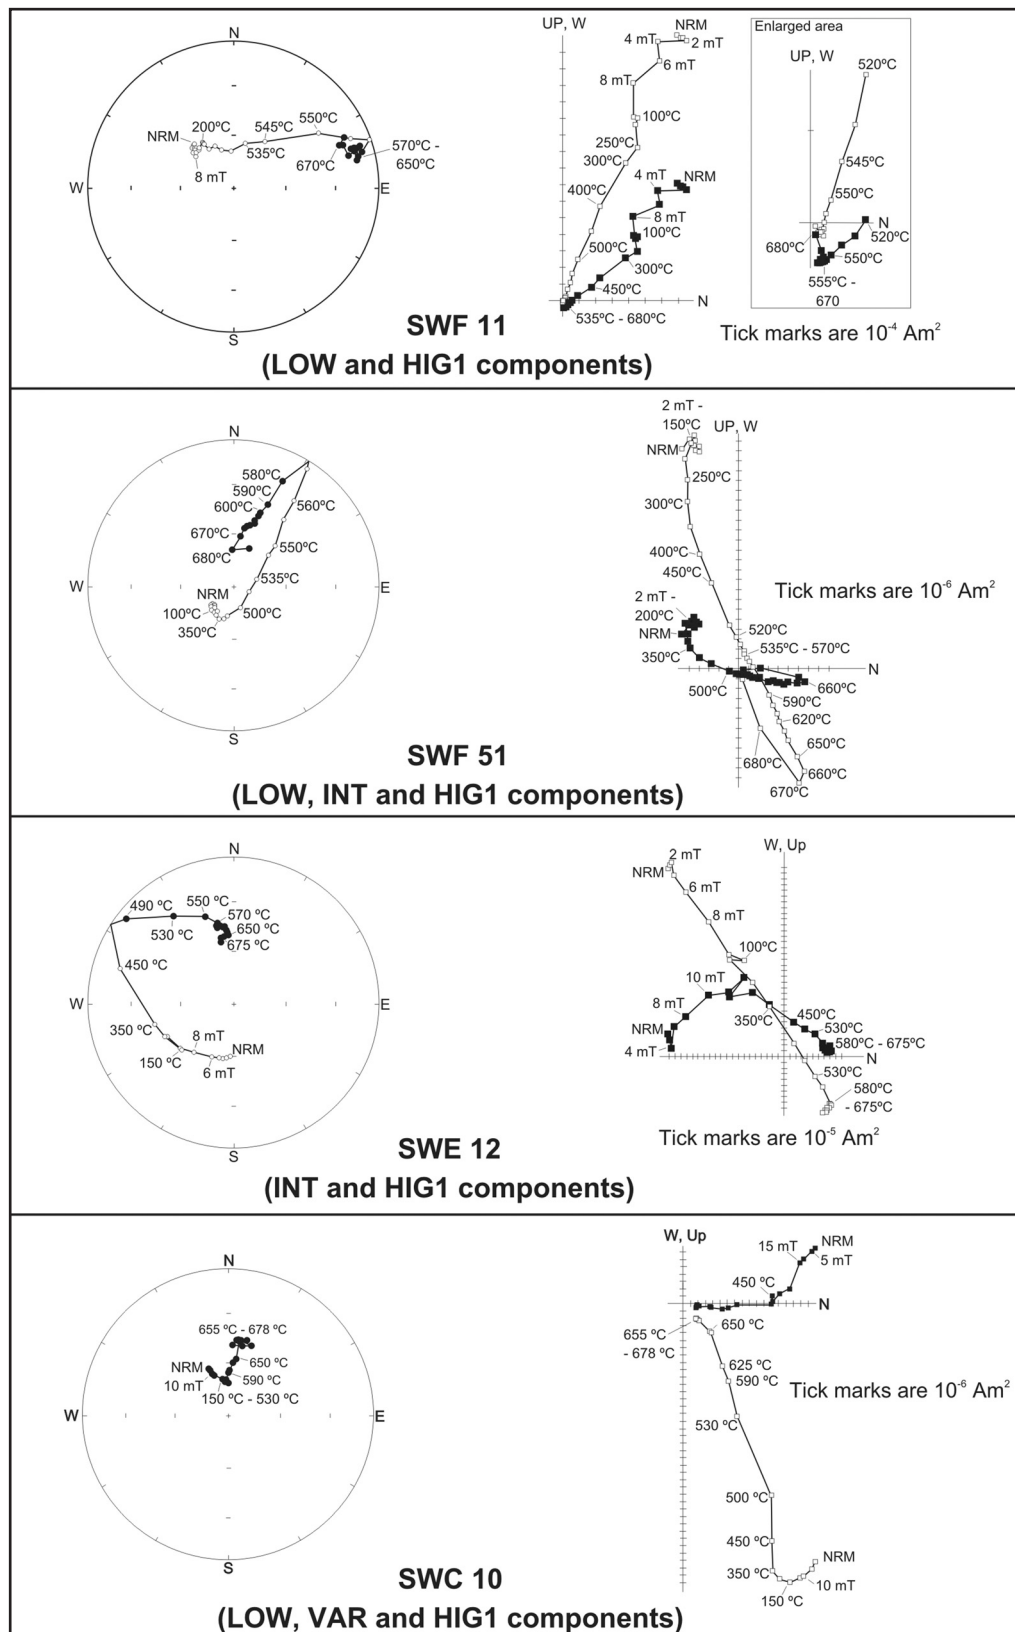 N
550ºC
200ºC
545ºC
NRM
535ºC
670ºC
570ºC -
650ºC
8 mT
W
E
S
UP, W
NRM
4 mT
2 mT
6 mT
8 mT
100ºC
250ºC
300ºC
4 mT
NRM
400ºC
8 mT
100ºC
500ºC
300ºC
450ºC
N
535ºC - 680ºC
Enlarged area
UP, W
520ºC
545ºC
550ºC
N
680ºC
520ºC
550ºC
555ºC -
670
Tick marks are 10⁻⁴ Am²
SWF 11
(LOW and HIG1 components)
N
580ºC
590ºC
600ºC
560ºC
670ºC
550ºC
680ºC
535ºC
W
E
NRM
100ºC
500ºC
350ºC
S
2 mT -
150ºC
UP, W
NRM
250ºC
300ºC
400ºC
450ºC
2 mT -
200ºC
520ºC
NRM
535ºC - 570ºC
350ºC
N
500ºC
660ºC
590ºC
620ºC
650ºC
680ºC
660ºC
670ºC
Tick marks are 10⁻⁶ Am²
SWF 51
(LOW, INT and HIG1 components)
N
490 ºC
550ºC
570 ºC
530 ºC
650 ºC
675 ºC
450 ºC
W
E
350 ºC
8 mT
NRM
150 ºC
6 mT
S
W, Up
2 mT
NRM
6 mT
8 mT
100ºC
10 mT
8 mT
350ºC
450ºC
530ºC
NRM
580ºC - 675ºC
4 mT
N
530ºC
580ºC
- 675ºC
Tick marks are 10⁻⁵ Am²
SWE 12
(INT and HIG1 components)
N
655 ºC - 678 ºC
NRM
650 ºC
10 mT
590 ºC
150 ºC - 530 ºC
W
E
S
W, Up
NRM
15 mT
5 mT
450 ºC
N
655 ºC
- 678 ºC
650 ºC
625 ºC
590 ºC
530 ºC
500 ºC
450 ºC
NRM
350 ºC
10 mT
150 ºC
Tick marks are 10⁻⁶ Am²
SWC 10
(LOW, VAR and HIG1 components)